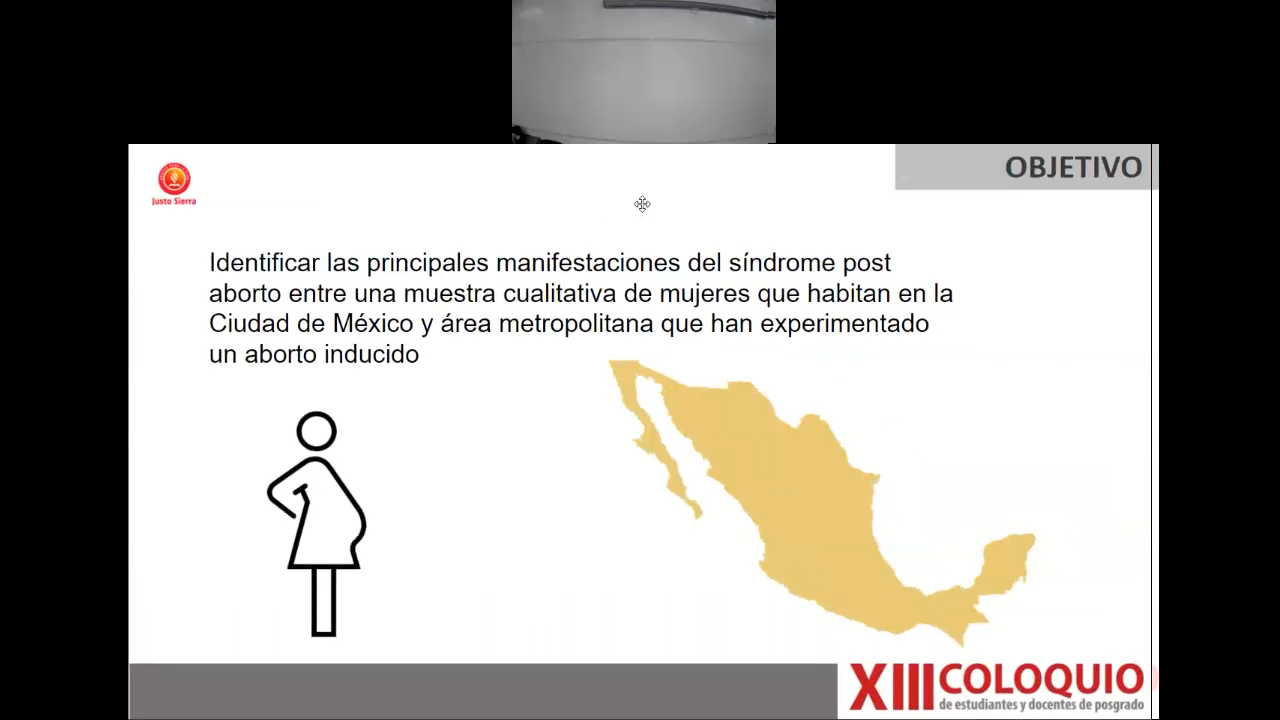 Justo Sierra
OBJETIVO
Identificar las principales manifestaciones del síndrome post
aborto entre una muestra cualitativa de mujeres que habitan en la
Ciudad de México y área metropolitana que han experimentado
un aborto inducido
XIII COLOQUIO
de estudiantes y docentes de posgrado